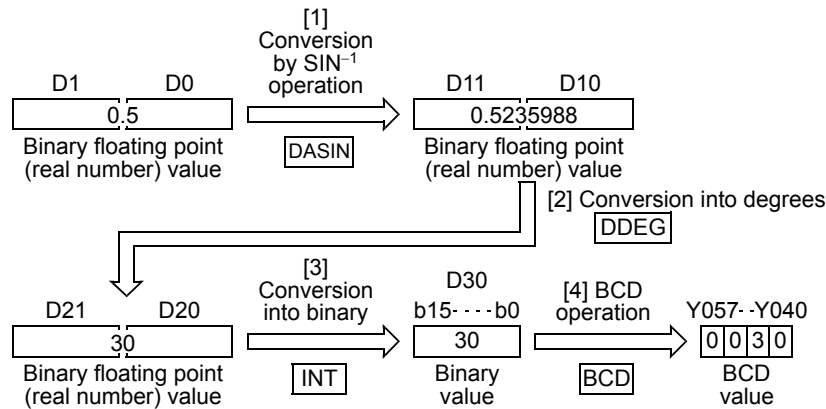 [1]
Conversion
by SIN⁻¹
operation
D1 D0
D11 D10
0.5
0.5235988
Binary floating point
(real number) value
DASIN
Binary floating point
(real number) value
[2] Conversion into degrees
DDEG
[3]
Conversion
into binary
D30
[4] BCD
operation
D21 D20
b15----b0
Y057--Y040
30
30
0 0 3 0
Binary floating point
(real number) value
INT
Binary
value
BCD
BCD
value